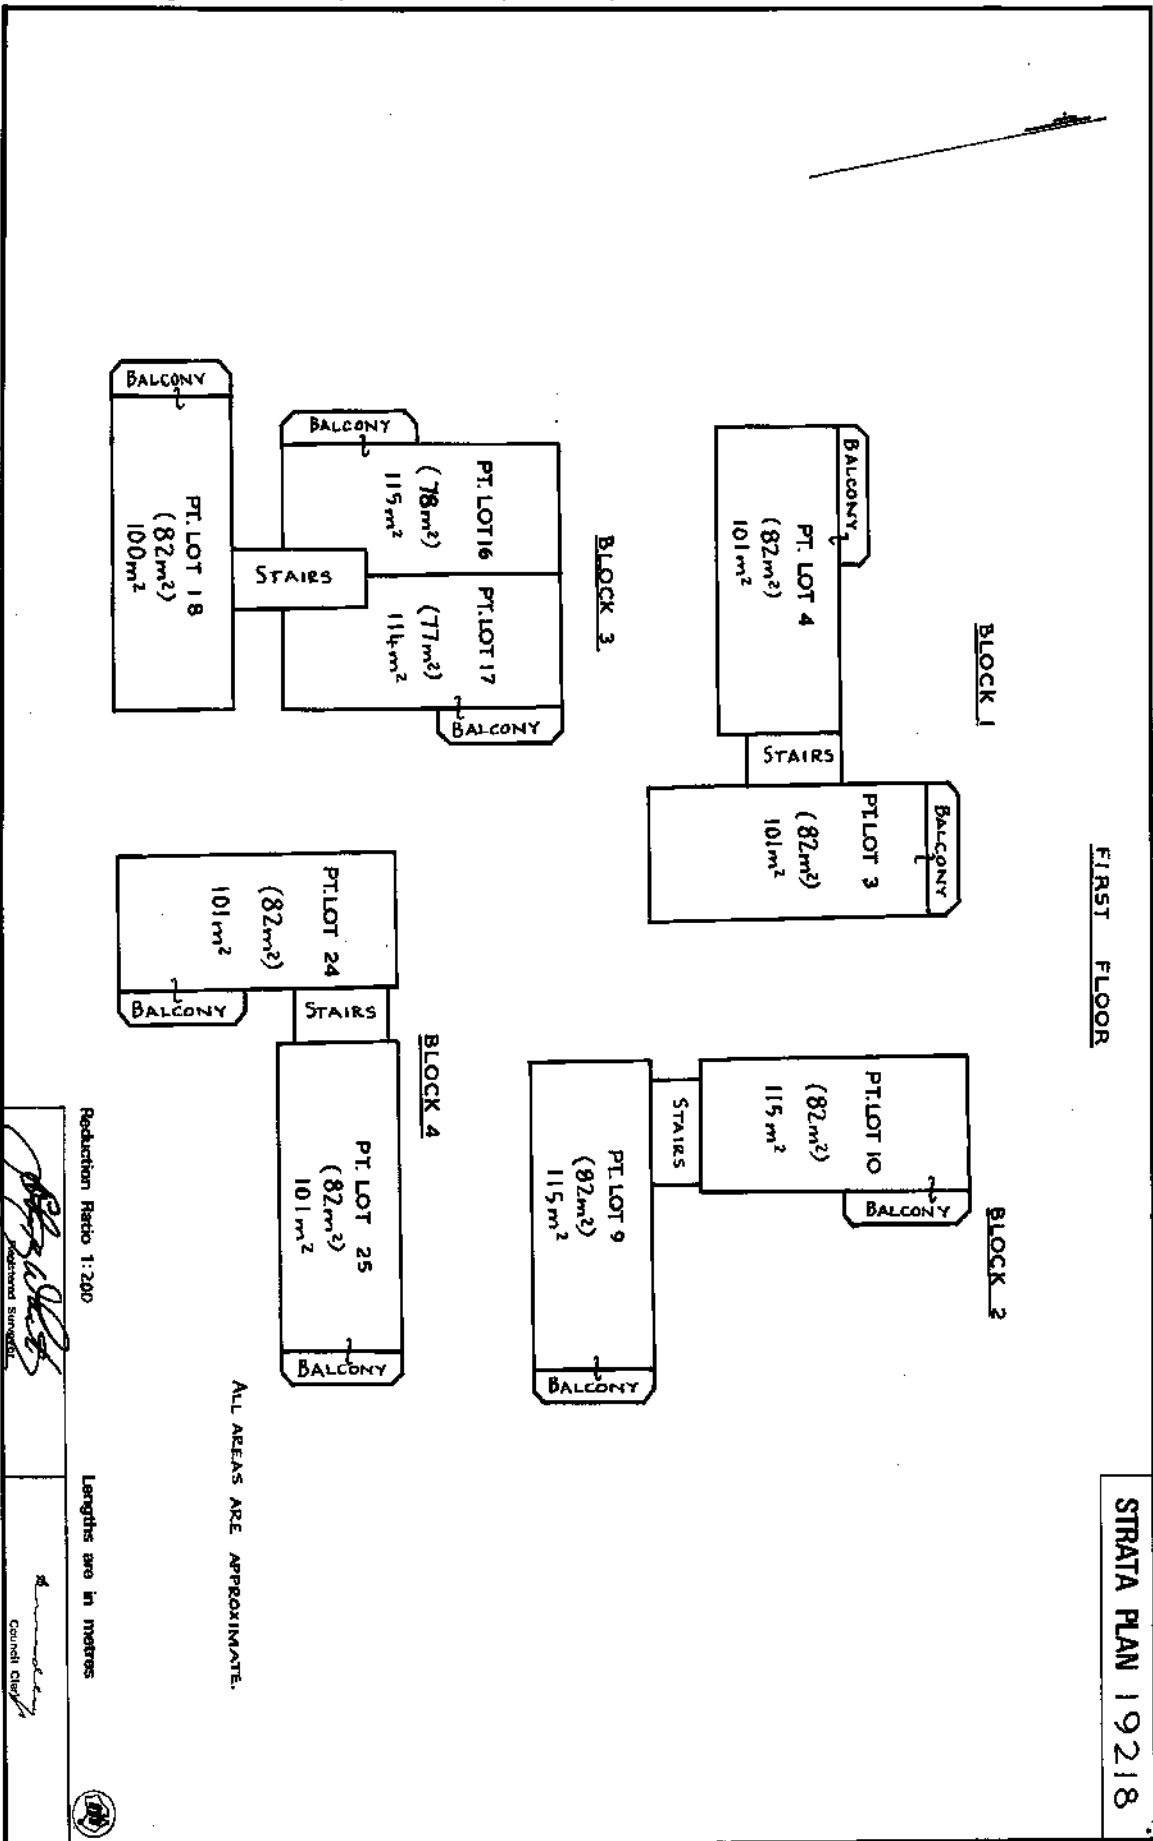 STRATA PLAN 19218
FIRST FLOOR
BLOCK 1
BALCONY
PT. LOT 4
(82m²)
101m²
STAIRS
BALCONY
PT.LOT 3
(82m²)
101m²
BLOCK 2
PT.LOT 10
(82m²)
115m²
BALCONY
STAIRS
PT. LOT 9
(82m²)
115m²
BALCONY
BLOCK 3
BALCONY
PT. LOT 16
(78m²)
115m²
PT.LOT 17
(77m²)
114m²
BALCONY
STAIRS
BALCONY
PT. LOT 18
(82m²)
100m²
BLOCK 4
PT.LOT 24
(82m²)
101m²
BALCONY
STAIRS
PT. LOT 25
(82m²)
101m²
BALCONY
ALL AREAS ARE APPROXIMATE.
Reduction Ratio 1:200
Lengths are in metres
Registered Surveyor
Council Clerk